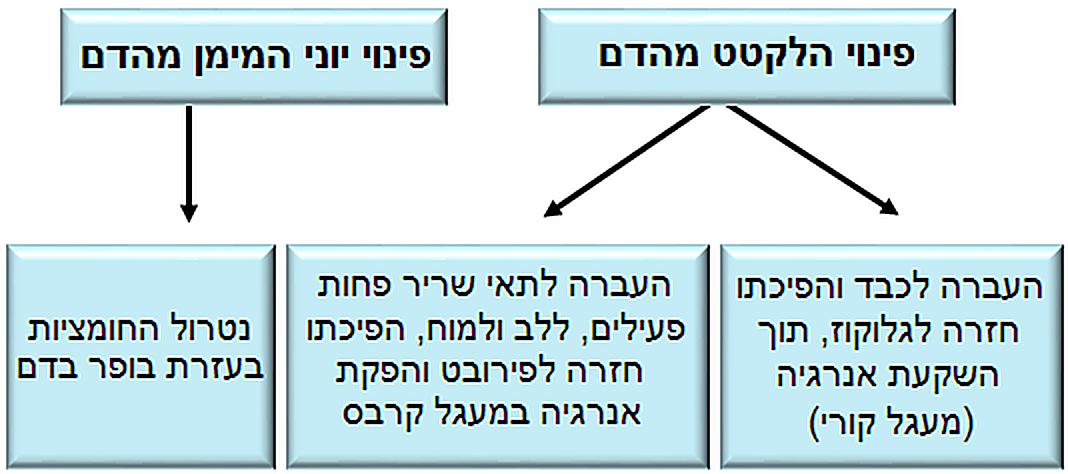 פינוי הלקטט מהדם
פינוי יוני המימן מהדם
העברה לכבד והפיכתו
חזרה לגלוקוז, תוך
השקעת אנרגיה
(מעגל קורי)
העברה לתאי שריר פחות
פעילים, ללב ולמוח, הפיכתו
חזרה לפירובט והפקת
אנרגיה במעגל קרבס
נטרול החומציות
בעזרת בופר בדם